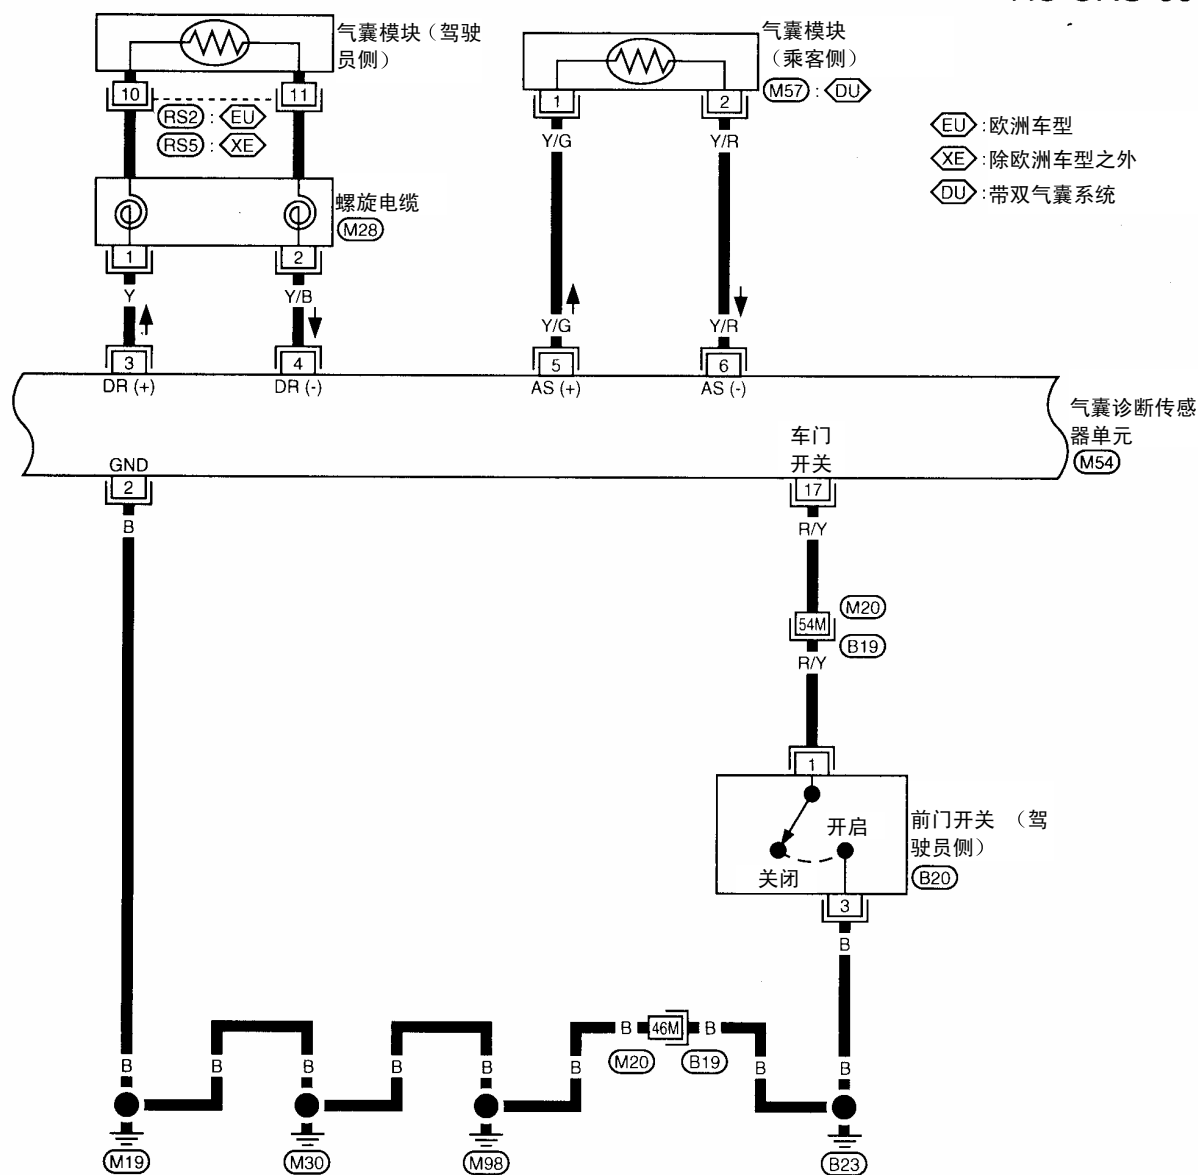 气囊模块（驾驶
员侧）
气囊模块
（乘客侧）
10
11
1
2
M57 : DU
RS2 : EU
RS5 : XE
Y/G
Y/R
EU :欧洲车型
XE :除欧洲车型之外
DU :带双气囊系统
螺旋电缆
M28
1
2
Y
Y/B
Y/G
Y/R
3
4
5
6
DR (+)
DR (-)
AS (+)
AS (-)
气囊诊断传感
器单元
M54
车门
开关
GND
2
17
B
R/Y
54M
M20
B19
R/Y
1
开启
关闭
前门开关 （驾
驶员侧）
B20
3
B
B
46M
B
M20
B19
B
B
B
B
B
B
B
B
M19
M30
M98
B23